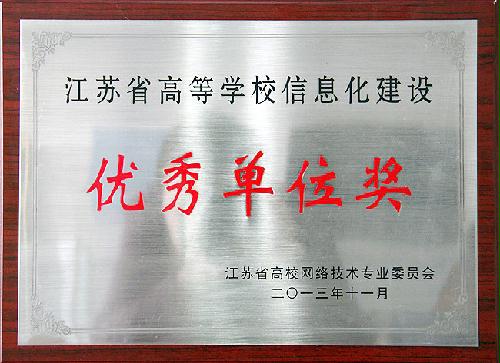 江苏省高等学校信息化建设
优秀单位奖
江苏省高校网络技术专业委员会
二〇一三年十一月